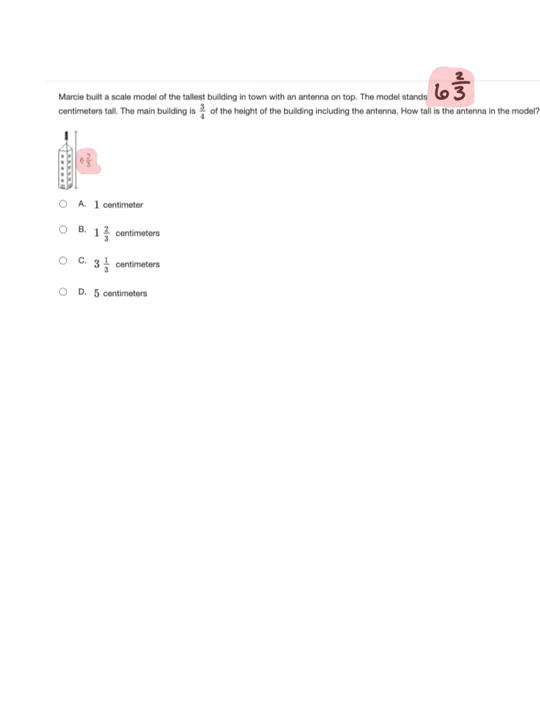 Marcie built a scale model of the tallest building in town with an antenna on top. The model stands 6 2/3
centimeters tall. The main building is 3/4 of the height of the building including the antenna. How tall is the antenna in the model?
6 2/3
A. 1 centimeter
B. 1 2/3 centimeters
C. 3 1/3 centimeters
D. 5 centimeters